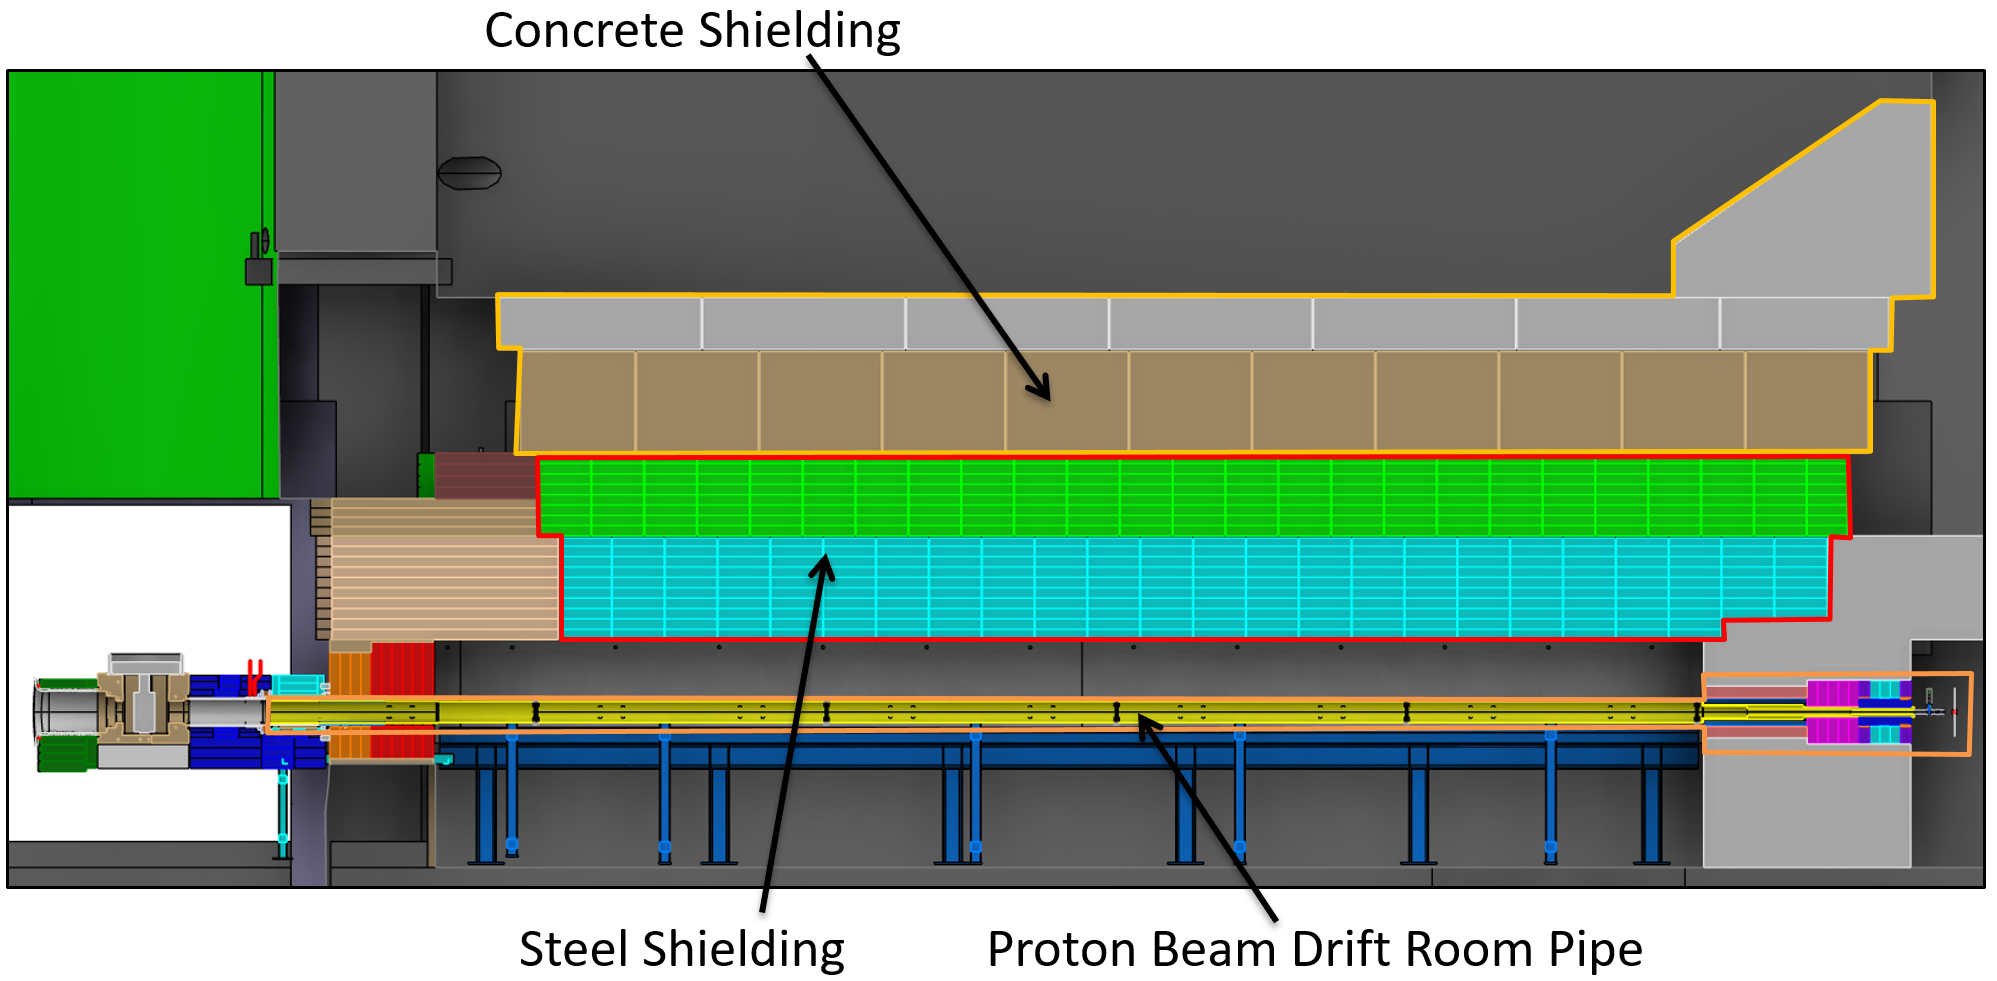 Concrete Shielding
Steel Shielding
Proton Beam Drift Room Pipe